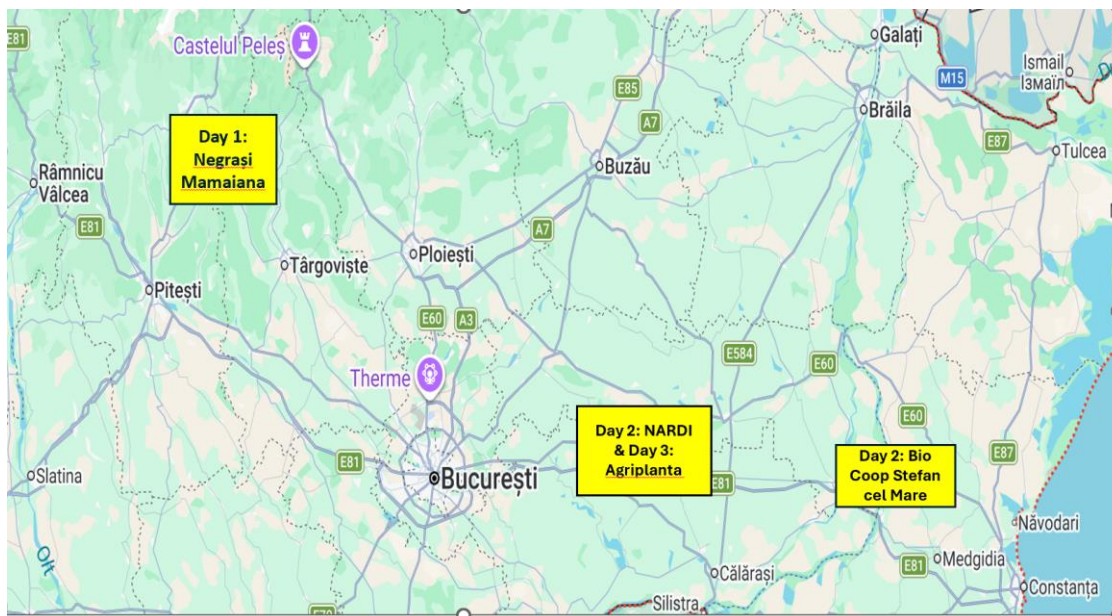 E81
Castelul Peleș
Galați
M15
Ismail
Ізмаїл
E85
A7
Brăila
E87
Tulcea
Day 1:
Negrași
Mamaiana
Râmnicu
Vâlcea
Buzău
E81
A7
Ploiești
Târgoviște
Pitești
E60
A3
Therme
E584
E60
Day 2: NARDI
& Day 3:
Agriplanta
E60
Day 2: Bio
Coop Stefan
cel Mare
E87
Slatina
E81
București
E81
Năvodari
Olt
Medgidia
Călărași
E81
Constanța
Silistra